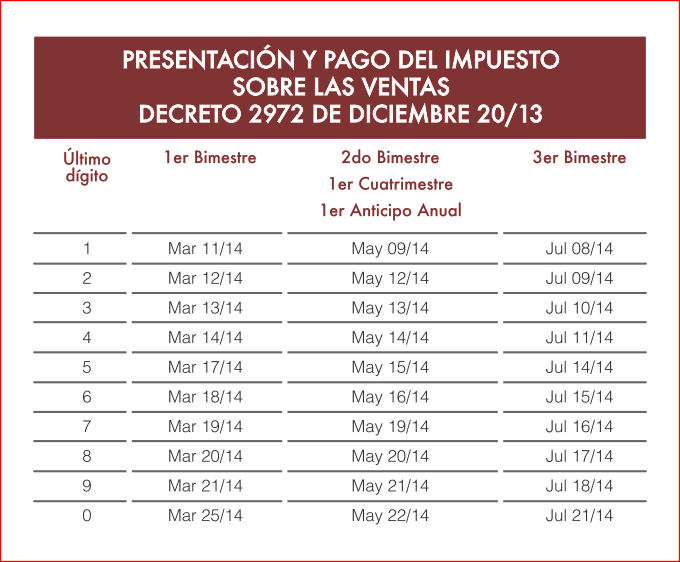 PRESENTACIÓN Y PAGO DEL IMPUESTO
SOBRE LAS VENTAS
DECRETO 2972 DE DICIEMBRE 20/13
Último dígito 1er Bimestre 2do Bimestre 3er Bimestre
1er Cuatrimestre
1er Anticipo Anual
1 Mar 11/14 May 09/14 Jul 08/14
2 Mar 12/14 May 12/14 Jul 09/14
3 Mar 13/14 May 13/14 Jul 10/14
4 Mar 14/14 May 14/14 Jul 11/14
5 Mar 17/14 May 15/14 Jul 14/14
6 Mar 18/14 May 16/14 Jul 15/14
7 Mar 19/14 May 19/14 Jul 16/14
8 Mar 20/14 May 20/14 Jul 17/14
9 Mar 21/14 May 21/14 Jul 18/14
0 Mar 25/14 May 22/14 Jul 21/14